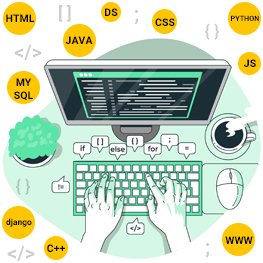 HTML
[ ]
DS
;
CSS
PYTHON
</>
JAVA
{ }
MY
SQL
JS
if
[ ]
else
{ }
for
;
=
!=
{ }
</>
django
</>
C++
;
WWW